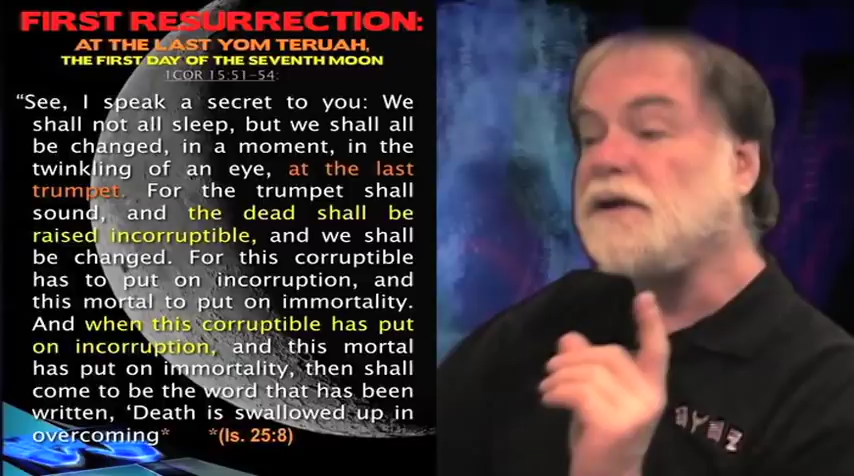 FIRST RESURRECTION:
AT THE LAST YOM TERUAH,
THE FIRST DAY OF THE SEVENTH MOON
1COR 15:51-54:
“See, I speak a secret to you: We
shall not all sleep, but we shall all
be changed, in a moment, in the
twinkling of an eye, at the last
trumpet. For the trumpet shall
sound, and the dead shall be
raised incorruptible, and we shall
be changed. For this corruptible
has to put on incorruption, and
this mortal to put on immortality.
And when this corruptible has put
on incorruption, and this mortal
has put on immortality, then shall
come to be the word that has been
written, ‘Death is swallowed up in
overcoming* *(Is. 25:8)